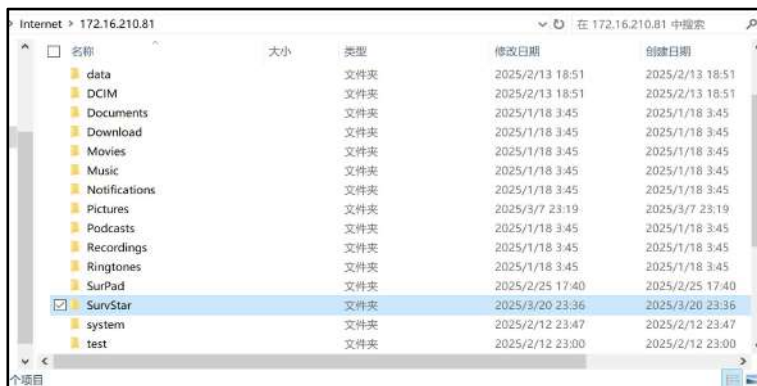 Internet > 172.16.210.81 在 172.16.210.81 中搜索
名称 大小 类型 修改日期 创建日期
data 文件夹 2025/2/13 18:51 2025/2/13 18:51
DCIM 文件夹 2025/2/13 18:51 2025/2/13 18:51
Documents 文件夹 2025/1/18 3:45 2025/1/18 3:45
Download 文件夹 2025/1/18 3:45 2025/1/18 3:45
Movies 文件夹 2025/1/18 3:45 2025/1/18 3:45
Music 文件夹 2025/1/18 3:45 2025/1/18 3:45
Notifications 文件夹 2025/1/18 3:45 2025/1/18 3:45
Pictures 文件夹 2025/3/7 23:19 2025/3/7 23:19
Podcasts 文件夹 2025/1/18 3:45 2025/1/18 3:45
Recordings 文件夹 2025/1/18 3:45 2025/1/18 3:45
Ringtones 文件夹 2025/1/18 3:45 2025/1/18 3:45
SurPad 文件夹 2025/2/25 17:40 2025/2/25 17:40
SurvStar 文件夹 2025/3/20 23:36 2025/3/20 23:36
system 文件夹 2025/2/12 23:47 2025/2/12 23:47
test 文件夹 2025/2/12 23:00 2025/2/12 23:00
个项目